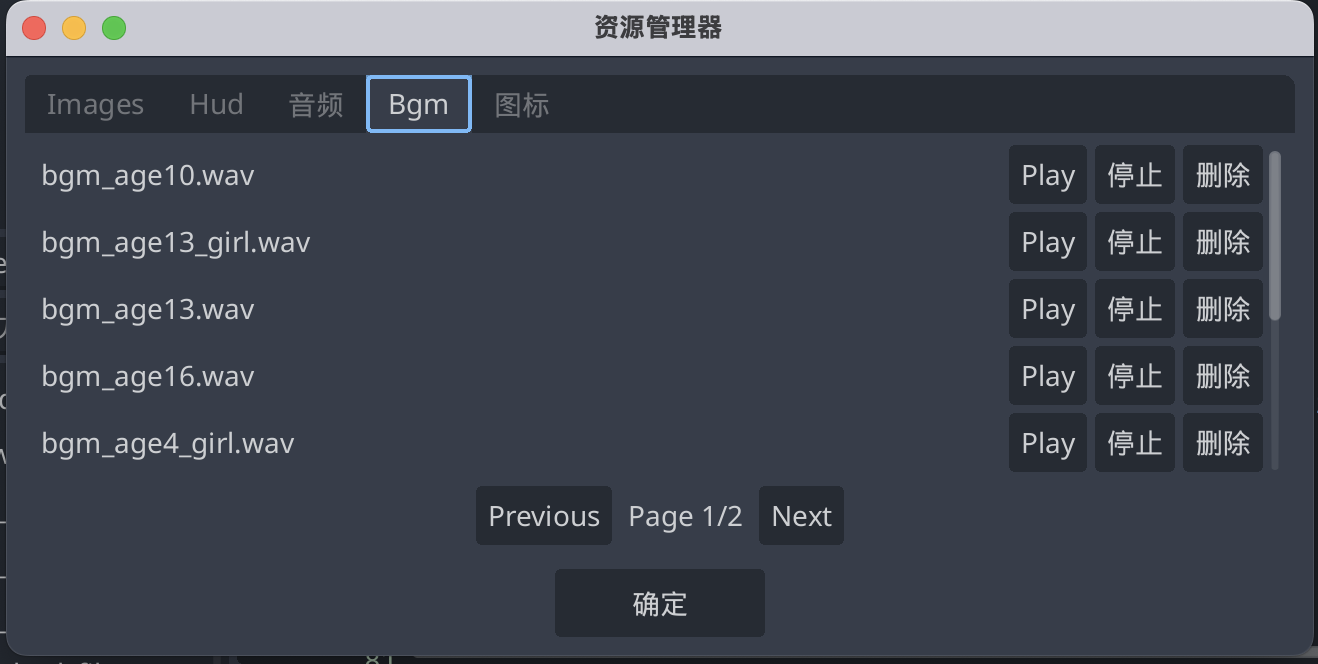 资源管理器
Images Hud 音频 Bgm 图标
bgm_age10.wav Play 停止 删除
bgm_age13_girl.wav Play 停止 删除
bgm_age13.wav Play 停止 删除
bgm_age16.wav Play 停止 删除
bgm_age4_girl.wav Play 停止 删除
Previous Page 1/2 Next
确定